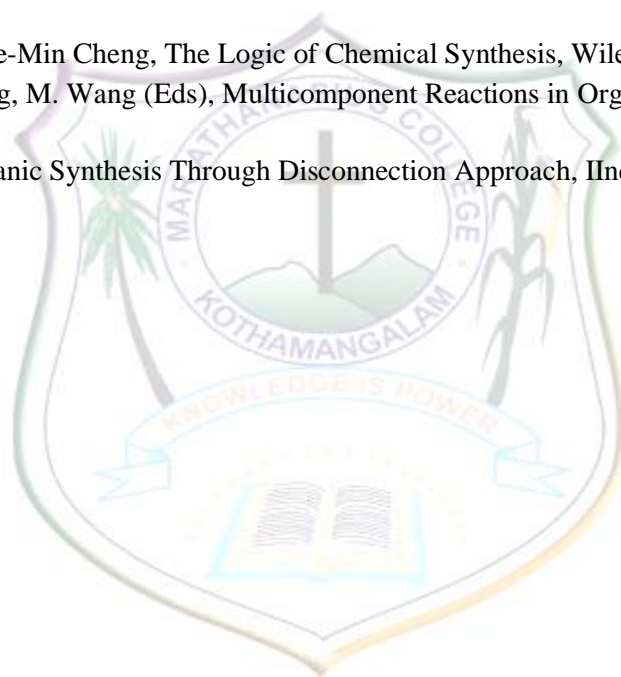 e-Min Cheng, The Logic of Chemical Synthesis, Wile
g, M. Wang (Eds), Multicomponent Reactions in Org
anic Synthesis Through Disconnection Approach, IInd
MAR ATHANASIUS COLLEGE
KOTHAMANGALAM
KNOWLEDGE IS POWER